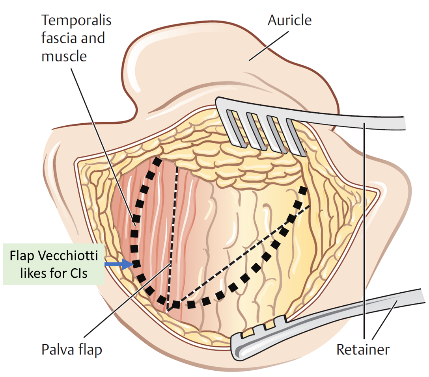 Temporalis
fascia and
muscle
Auricle
Flap Vecchiotti
likes for CIs
Palva flap
Retainer